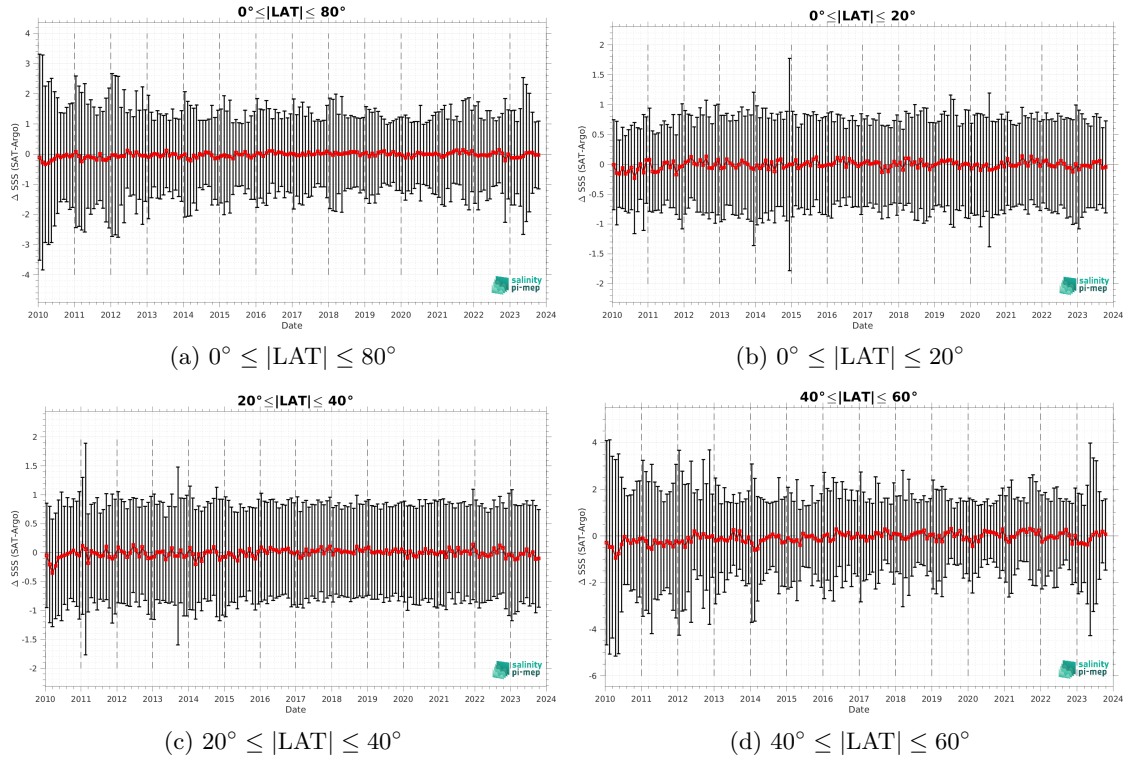 0°≤|LAT|≤ 80°
Δ SSS (SAT-Argo)
4
3
2
1
0
-1
-2
-3
-4
salinity
pi-mep
2010 2011 2012 2013 2014 2015 2016 2017 2018 2019 2020 2021 2022 2023 2024
Date
(a) 0° ≤ |LAT| ≤ 80°
0°≤|LAT|≤ 20°
Δ SSS (SAT-Argo)
2
1.5
1
0.5
0
-0.5
-1
-1.5
-2
salinity
pi-mep
2010 2011 2012 2013 2014 2015 2016 2017 2018 2019 2020 2021 2022 2023 2024
Date
(b) 0° ≤ |LAT| ≤ 20°
20°≤|LAT|≤ 40°
Δ SSS (SAT-Argo)
2
1.5
1
0.5
0
-0.5
-1
-1.5
-2
salinity
pi-mep
2010 2011 2012 2013 2014 2015 2016 2017 2018 2019 2020 2021 2022 2023 2024
Date
(c) 20° ≤ |LAT| ≤ 40°
40°≤|LAT|≤ 60°
Δ SSS (SAT-Argo)
4
2
0
-2
-4
-6
salinity
pi-mep
2010 2011 2012 2013 2014 2015 2016 2017 2018 2019 2020 2021 2022 2023 2024
Date
(d) 40° ≤ |LAT| ≤ 60°